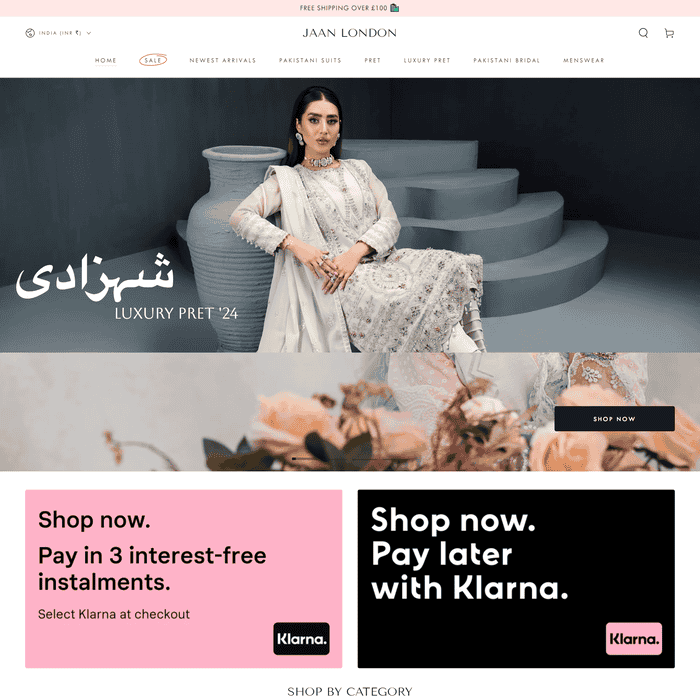 FREE SHIPPING OVER £100 🛍
INDIA (INR ₹)
JAAN LONDON
HOME SALE NEWEST ARRIVALS PAKISTANI SUITS PRET LUXURY PRET PAKISTANI BRIDAL MENSWEAR
شہزادی
LUXURY PRET '24
SHOP NOW
Shop now.
Pay in 3 interest-free
instalments.
Select Klarna at checkout
Klarna.
Shop now.
Pay later
with Klarna.
Klarna.
SHOP BY CATEGORY